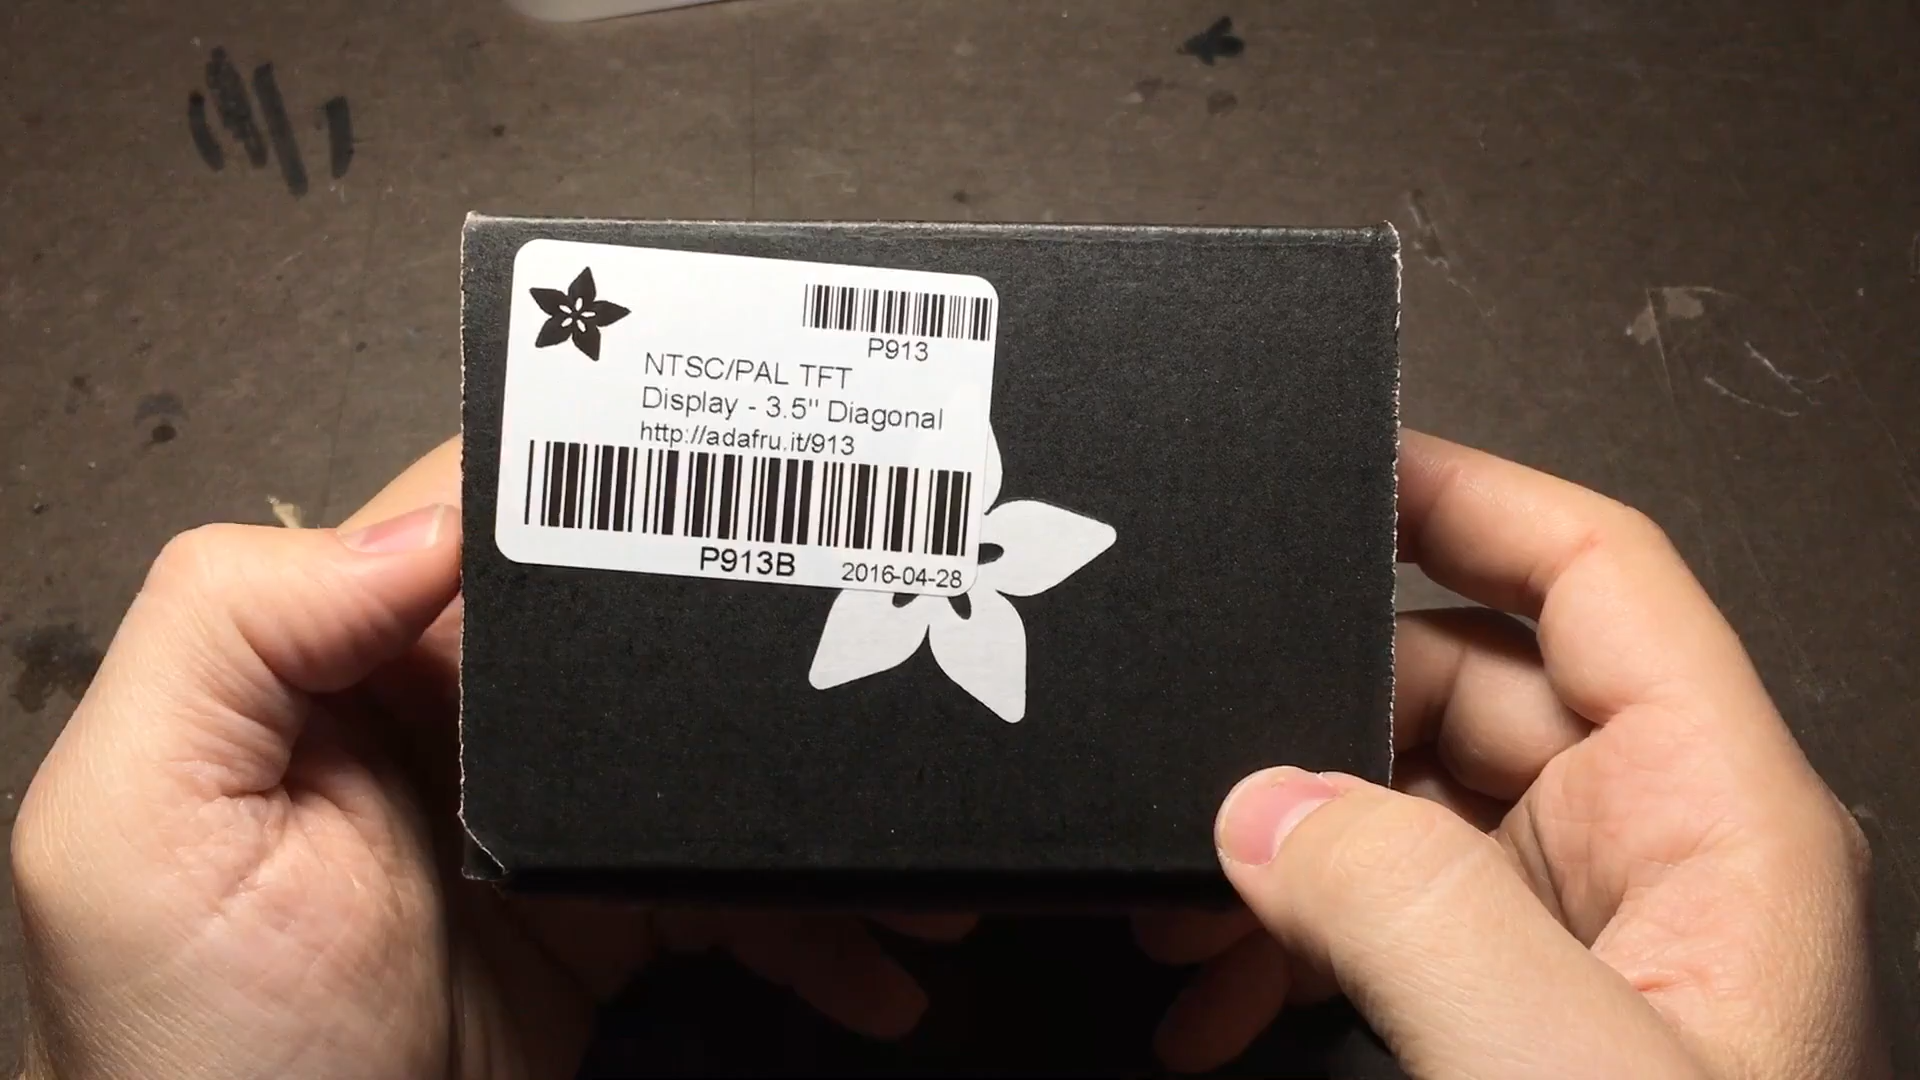 P913
NTSC/PAL TFT
Display - 3.5" Diagonal
http://adafru.it/913
P913B 2016-04-28